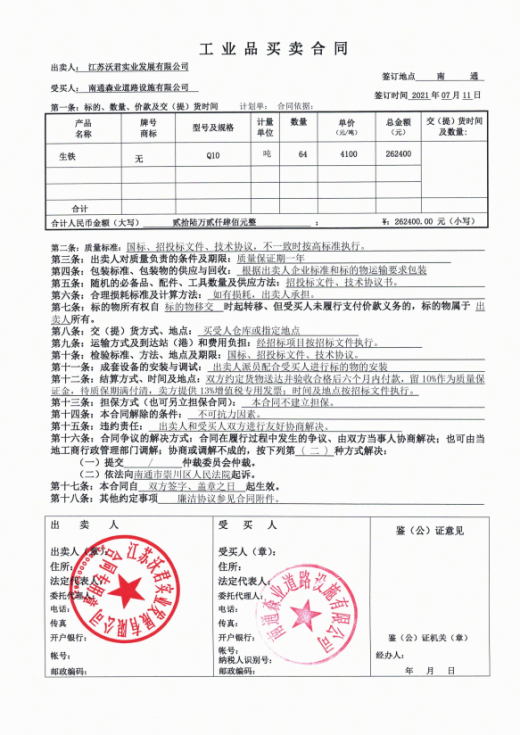 工业品买卖合同
出卖人：江苏沃君实业发展有限公司
签订地点 南 通
受买人：南通森业道路设施有限公司
签订时间 2021 年 07 月 11 日
第一条：标的、数量、价款及交（提）货时间 计划单： 合同依据：
产品名称 牌号商标 型号及规格 计量单位 数量 单价（元/吨） 总金额（元） 交（提）货时间及数量:
生铁 无 Q10 吨 64 4100 262400
合计
合计人民币金额（大写） 贰拾陆万贰仟肆佰元整 ： ¥：262400.00 元（小写）
第二条：质量标准：国标、招投标文件、技术协议，不一致时按高标准执行。
第三条：出卖人对质量负责的条件及期限：质量保证期一年
第四条：包装标准、包装物的供应与回收： 根据出卖人企业标准和标的物运输要求包装
第五条：随机的必备品、配件、工具数量及供应方法：招投标文件、技术协议书。
第六条：合理损耗标准及计算方法： 如有损耗，出卖人承担。
第七条：标的物所有权自 标的物移交 时起转移、但受买人未履行支付价款义务的，标的物属于 出
卖人所有。
第八条：交（提）货方式、地点： 买受人仓库或指定地点
第九条：运输方式及到达站（港）和费用负担：经招标项目按招标文件执行。
第十条：检验标准、方法、地点及期限：国标、招投标文件、技术协议。
第十一条：成套设备的安装与调试： 出卖人派员配合受买人进行标的物的安装
第十二条：结算方式、时间及地点：双方约定货物送达并验收合格后六个月内付款，留 10%作为质量保
证金，待质保期满付清，卖方提供 13%增值税专用发票；时间及地点按招标文件执行。
第十三条：担保方式（也可另立担保合同）： 本合同不建立担保。
第十四条：本合同解除的条件： 不可抗力因素。
第十五条：违约责任： 出卖人和受买人双方进行友好协商解决、
第十六条：合同争议的解决方式：合同在履行过程中发生的争议、由双方当事人协商解决；也可由当
地工商行政管理部门调解；协商或调解不成的，按下列第（ 二 ）种方式解决：
（一）提交 / 仲裁委员会仲裁。
（二）依法向南通市崇川区人民法院起诉。
第十七条：本合同自 双方签字、盖章之日 起生效。
第十八条：其他约定事项 廉洁协议参见合同附件。
出 卖 人
出卖人（章）：
住所：
法定代表人
委托代理人
电话：
传真
开户银行：
帐号：
邮政编码：
江苏沃君实业发展有限公司
合同专用章
受 买 人
受买人（章）：
住所：
法定代表人
委托代理人：
电话：
传真：
开户银行：
帐号：
纳税人识别号：
邮政编码：
南通森业道路设施有限公司
鉴（公）证意见
鉴（公）证机关（章）
经办人：
年 月 日